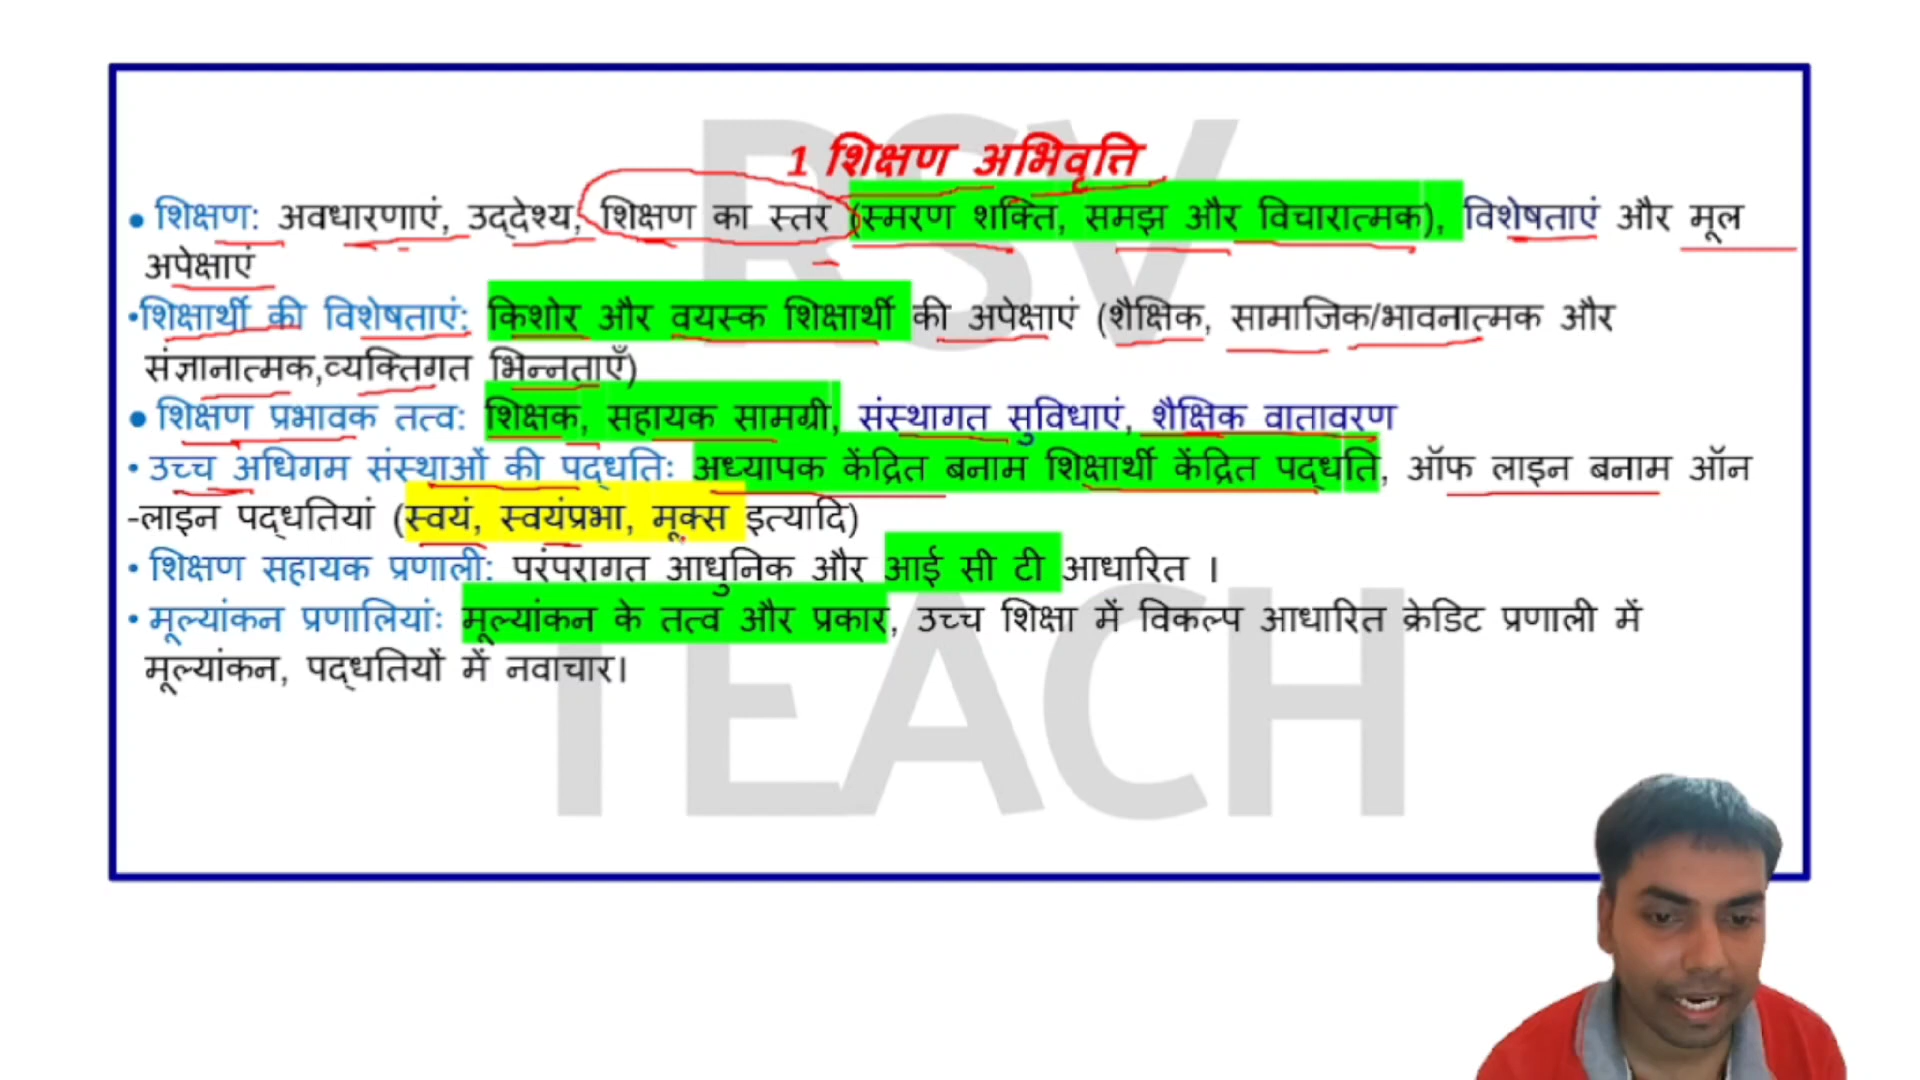 1 शिक्षण अभिवृत्ति
• शिक्षण: अवधारणाएं, उद्देश्य, शिक्षण का स्तर (स्मरण शक्ति, समझ और विचारात्मक), विशेषताएं और मूल
अपेक्षाएं
•शिक्षार्थी की विशेषताएं: किशोर और वयस्क शिक्षार्थी की अपेक्षाएं (शैक्षिक, सामाजिक/भावनात्मक और
संज्ञानात्मक,व्यक्तिगत भिन्नताएँ)
• शिक्षण प्रभावक तत्व: शिक्षक, सहायक सामग्री, संस्थागत सुविधाएं, शैक्षिक वातावरण
• उच्च अधिगम संस्थाओं की पद्धति: अध्यापक केंद्रित बनाम शिक्षार्थी केंद्रित पद्धति, ऑफ लाइन बनाम ऑन
-लाइन पद्धतियां (स्वयं, स्वयंप्रभा, मूक्स इत्यादि)
• शिक्षण सहायक प्रणाली: परंपरागत आधुनिक और आई सी टी आधारित ।
• मूल्यांकन प्रणालियां: मूल्यांकन के तत्व और प्रकार, उच्च शिक्षा में विकल्प आधारित क्रेडिट प्रणाली में
मूल्यांकन, पद्धतियों में नवाचार।
RSV
TEACH